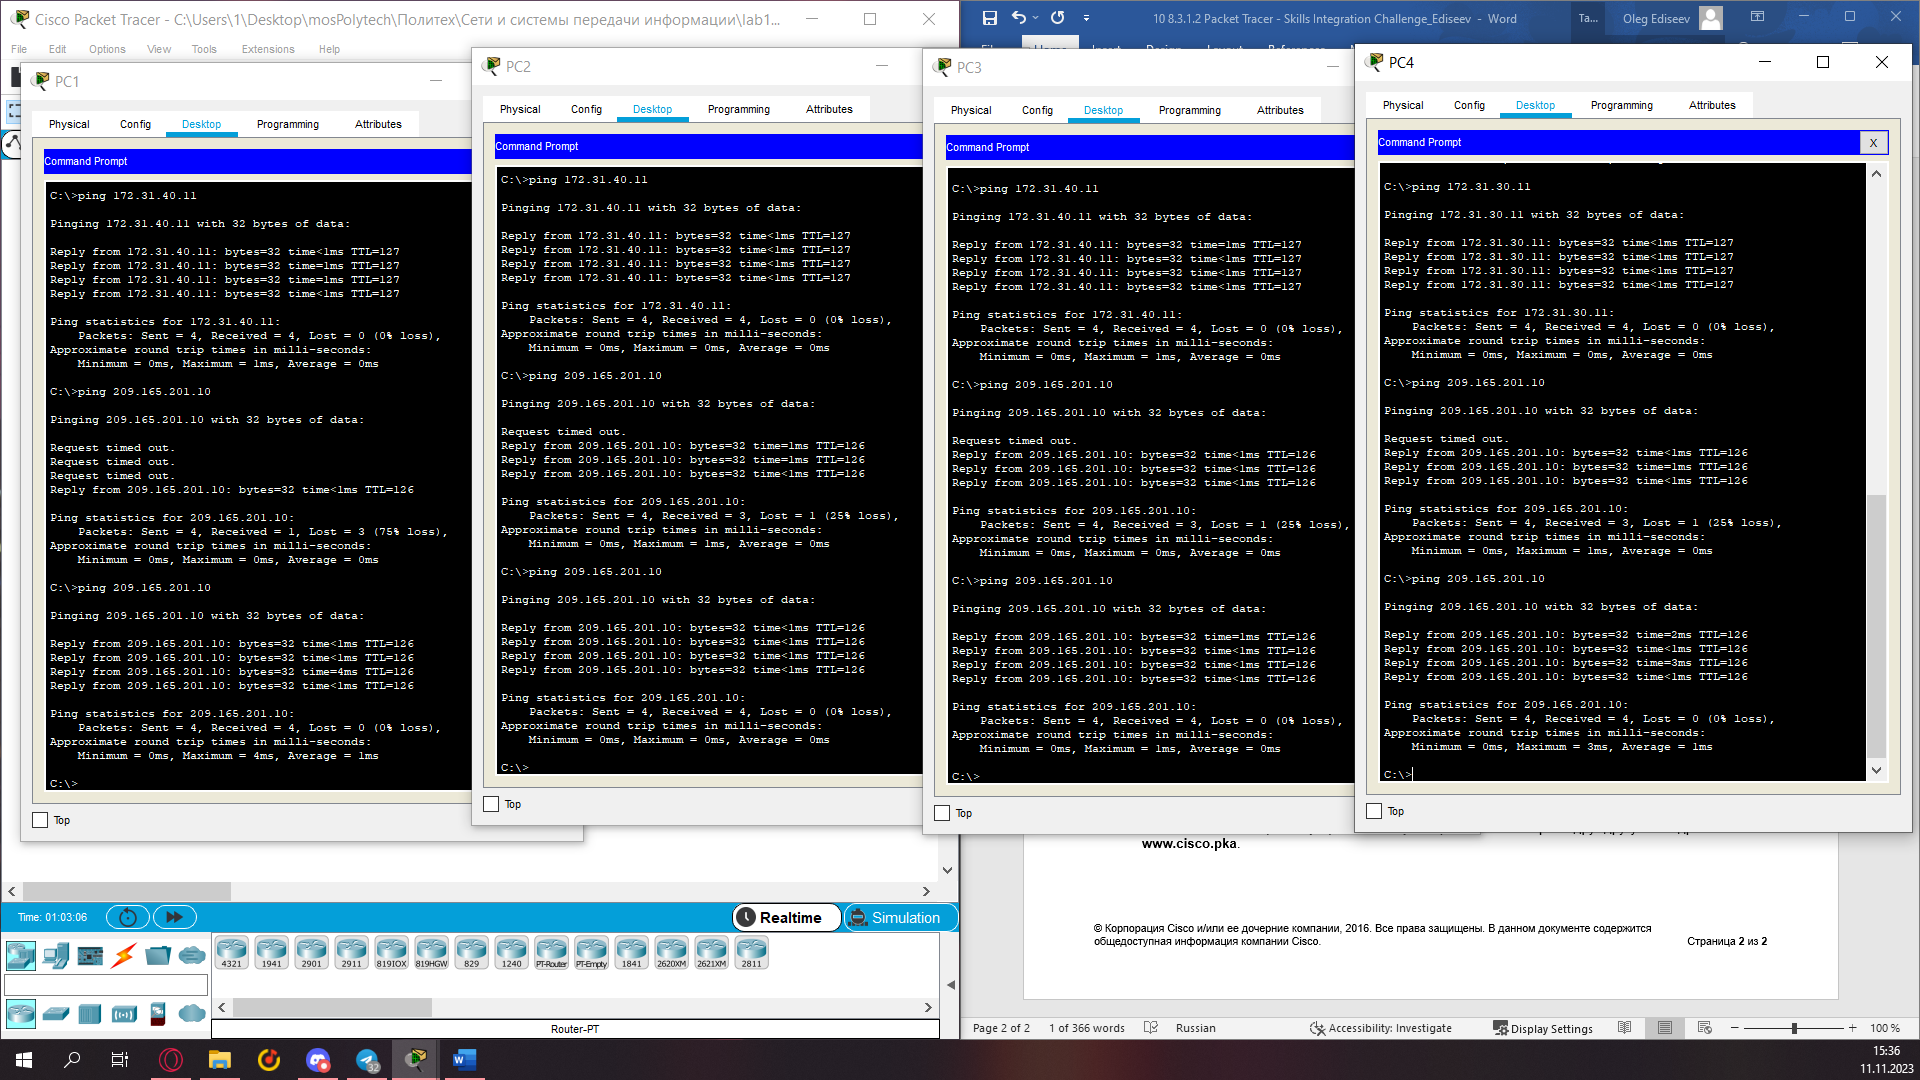 Cisco Packet Tracer - C:\Users\1\Desktop\mosPolytech\Политех\Сети и системы передачи информации\lab1...
File Edit Options View Tools Extensions Help
10 8.3.1.2 Packet Tracer - Skills Integration Challenge_Ediseev - Word
Ta... Oleg Ediseev
PC1
Physical Config Desktop Programming Attributes
Command Prompt
C:\>ping 172.31.40.11
Pinging 172.31.40.11 with 32 bytes of data:
Reply from 172.31.40.11: bytes=32 time<1ms TTL=127
Reply from 172.31.40.11: bytes=32 time<1ms TTL=127
Reply from 172.31.40.11: bytes=32 time=1ms TTL=127
Reply from 172.31.40.11: bytes=32 time<1ms TTL=127
Ping statistics for 172.31.40.11:
Packets: Sent = 4, Received = 4, Lost = 0 (0% loss),
Approximate round trip times in milli-seconds:
Minimum = 0ms, Maximum = 1ms, Average = 0ms
C:\>ping 209.165.201.10
Pinging 209.165.201.10 with 32 bytes of data:
Request timed out.
Request timed out.
Request timed out.
Reply from 209.165.201.10: bytes=32 time<1ms TTL=126
Ping statistics for 209.165.201.10:
Packets: Sent = 4, Received = 1, Lost = 3 (75% loss),
Approximate round trip times in milli-seconds:
Minimum = 0ms, Maximum = 0ms, Average = 0ms
C:\>ping 209.165.201.10
Pinging 209.165.201.10 with 32 bytes of data:
Reply from 209.165.201.10: bytes=32 time<1ms TTL=126
Reply from 209.165.201.10: bytes=32 time<1ms TTL=126
Reply from 209.165.201.10: bytes=32 time=4ms TTL=126
Reply from 209.165.201.10: bytes=32 time<1ms TTL=126
Ping statistics for 209.165.201.10:
Packets: Sent = 4, Received = 4, Lost = 0 (0% loss),
Approximate round trip times in milli-seconds:
Minimum = 0ms, Maximum = 4ms, Average = 1ms
C:\>
Top
PC2
Physical Config Desktop Programming Attributes
Command Prompt
C:\>ping 172.31.40.11
Pinging 172.31.40.11 with 32 bytes of data:
Reply from 172.31.40.11: bytes=32 time<1ms TTL=127
Reply from 172.31.40.11: bytes=32 time<1ms TTL=127
Reply from 172.31.40.11: bytes=32 time<1ms TTL=127
Reply from 172.31.40.11: bytes=32 time<1ms TTL=127
Ping statistics for 172.31.40.11:
Packets: Sent = 4, Received = 4, Lost = 0 (0% loss),
Approximate round trip times in milli-seconds:
Minimum = 0ms, Maximum = 0ms, Average = 0ms
C:\>ping 209.165.201.10
Pinging 209.165.201.10 with 32 bytes of data:
Request timed out.
Reply from 209.165.201.10: bytes=32 time=1ms TTL=126
Reply from 209.165.201.10: bytes=32 time=1ms TTL=126
Reply from 209.165.201.10: bytes=32 time<1ms TTL=126
Ping statistics for 209.165.201.10:
Packets: Sent = 4, Received = 3, Lost = 1 (25% loss),
Approximate round trip times in milli-seconds:
Minimum = 0ms, Maximum = 1ms, Average = 0ms
C:\>ping 209.165.201.10
Pinging 209.165.201.10 with 32 bytes of data:
Reply from 209.165.201.10: bytes=32 time<1ms TTL=126
Reply from 209.165.201.10: bytes=32 time<1ms TTL=126
Reply from 209.165.201.10: bytes=32 time<1ms TTL=126
Reply from 209.165.201.10: bytes=32 time<1ms TTL=126
Ping statistics for 209.165.201.10:
Packets: Sent = 4, Received = 4, Lost = 0 (0% loss),
Approximate round trip times in milli-seconds:
Minimum = 0ms, Maximum = 0ms, Average = 0ms
C:\>
Top
PC3
Physical Config Desktop Programming Attributes
Command Prompt
C:\>ping 172.31.40.11
Pinging 172.31.40.11 with 32 bytes of data:
Reply from 172.31.40.11: bytes=32 time=1ms TTL=127
Reply from 172.31.40.11: bytes=32 time<1ms TTL=127
Reply from 172.31.40.11: bytes=32 time<1ms TTL=127
Reply from 172.31.40.11: bytes=32 time<1ms TTL=127
Ping statistics for 172.31.40.11:
Packets: Sent = 4, Received = 4, Lost = 0 (0% loss),
Approximate round trip times in milli-seconds:
Minimum = 0ms, Maximum = 1ms, Average = 0ms
C:\>ping 209.165.201.10
Pinging 209.165.201.10 with 32 bytes of data:
Request timed out.
Reply from 209.165.201.10: bytes=32 time<1ms TTL=126
Reply from 209.165.201.10: bytes=32 time<1ms TTL=126
Reply from 209.165.201.10: bytes=32 time<1ms TTL=126
Ping statistics for 209.165.201.10:
Packets: Sent = 4, Received = 3, Lost = 1 (25% loss),
Approximate round trip times in milli-seconds:
Minimum = 0ms, Maximum = 0ms, Average = 0ms
C:\>ping 209.165.201.10
Pinging 209.165.201.10 with 32 bytes of data:
Reply from 209.165.201.10: bytes=32 time=1ms TTL=126
Reply from 209.165.201.10: bytes=32 time<1ms TTL=126
Reply from 209.165.201.10: bytes=32 time<1ms TTL=126
Reply from 209.165.201.10: bytes=32 time<1ms TTL=126
Ping statistics for 209.165.201.10:
Packets: Sent = 4, Received = 4, Lost = 0 (0% loss),
Approximate round trip times in milli-seconds:
Minimum = 0ms, Maximum = 1ms, Average = 0ms
C:\>
Top
PC4
Physical Config Desktop Programming Attributes
Command Prompt X
C:\>ping 172.31.30.11
Pinging 172.31.30.11 with 32 bytes of data:
Reply from 172.31.30.11: bytes=32 time<1ms TTL=127
Reply from 172.31.30.11: bytes=32 time<1ms TTL=127
Reply from 172.31.30.11: bytes=32 time<1ms TTL=127
Reply from 172.31.30.11: bytes=32 time<1ms TTL=127
Ping statistics for 172.31.30.11:
Packets: Sent = 4, Received = 4, Lost = 0 (0% loss),
Approximate round trip times in milli-seconds:
Minimum = 0ms, Maximum = 0ms, Average = 0ms
C:\>ping 209.165.201.10
Pinging 209.165.201.10 with 32 bytes of data:
Request timed out.
Reply from 209.165.201.10: bytes=32 time<1ms TTL=126
Reply from 209.165.201.10: bytes=32 time=1ms TTL=126
Reply from 209.165.201.10: bytes=32 time<1ms TTL=126
Ping statistics for 209.165.201.10:
Packets: Sent = 4, Received = 3, Lost = 1 (25% loss),
Approximate round trip times in milli-seconds:
Minimum = 0ms, Maximum = 1ms, Average = 0ms
C:\>ping 209.165.201.10
Pinging 209.165.201.10 with 32 bytes of data:
Reply from 209.165.201.10: bytes=32 time=2ms TTL=126
Reply from 209.165.201.10: bytes=32 time<1ms TTL=126
Reply from 209.165.201.10: bytes=32 time=3ms TTL=126
Reply from 209.165.201.10: bytes=32 time<1ms TTL=126
Ping statistics for 209.165.201.10:
Packets: Sent = 4, Received = 4, Lost = 0 (0% loss),
Approximate round trip times in milli-seconds:
Minimum = 0ms, Maximum = 3ms, Average = 1ms
C:\>
Top
www.cisco.pka.
© Корпорация Cisco и/или ее дочерние компании, 2016. Все права защищены. В данном документе содержится
общедоступная информация компании Cisco. Страница 2 из 2
Time: 01:03:06 Realtime Simulation
4321 1941 2901 2911 819IOX 819HGW 829 1240 PT-Router PT-Empty 1841 2620XM 2621XM 2811
Router-PT
Page 2 of 2 1 of 366 words Russian Accessibility: Investigate Display Settings 100 %
32
15:36
11.11.2023